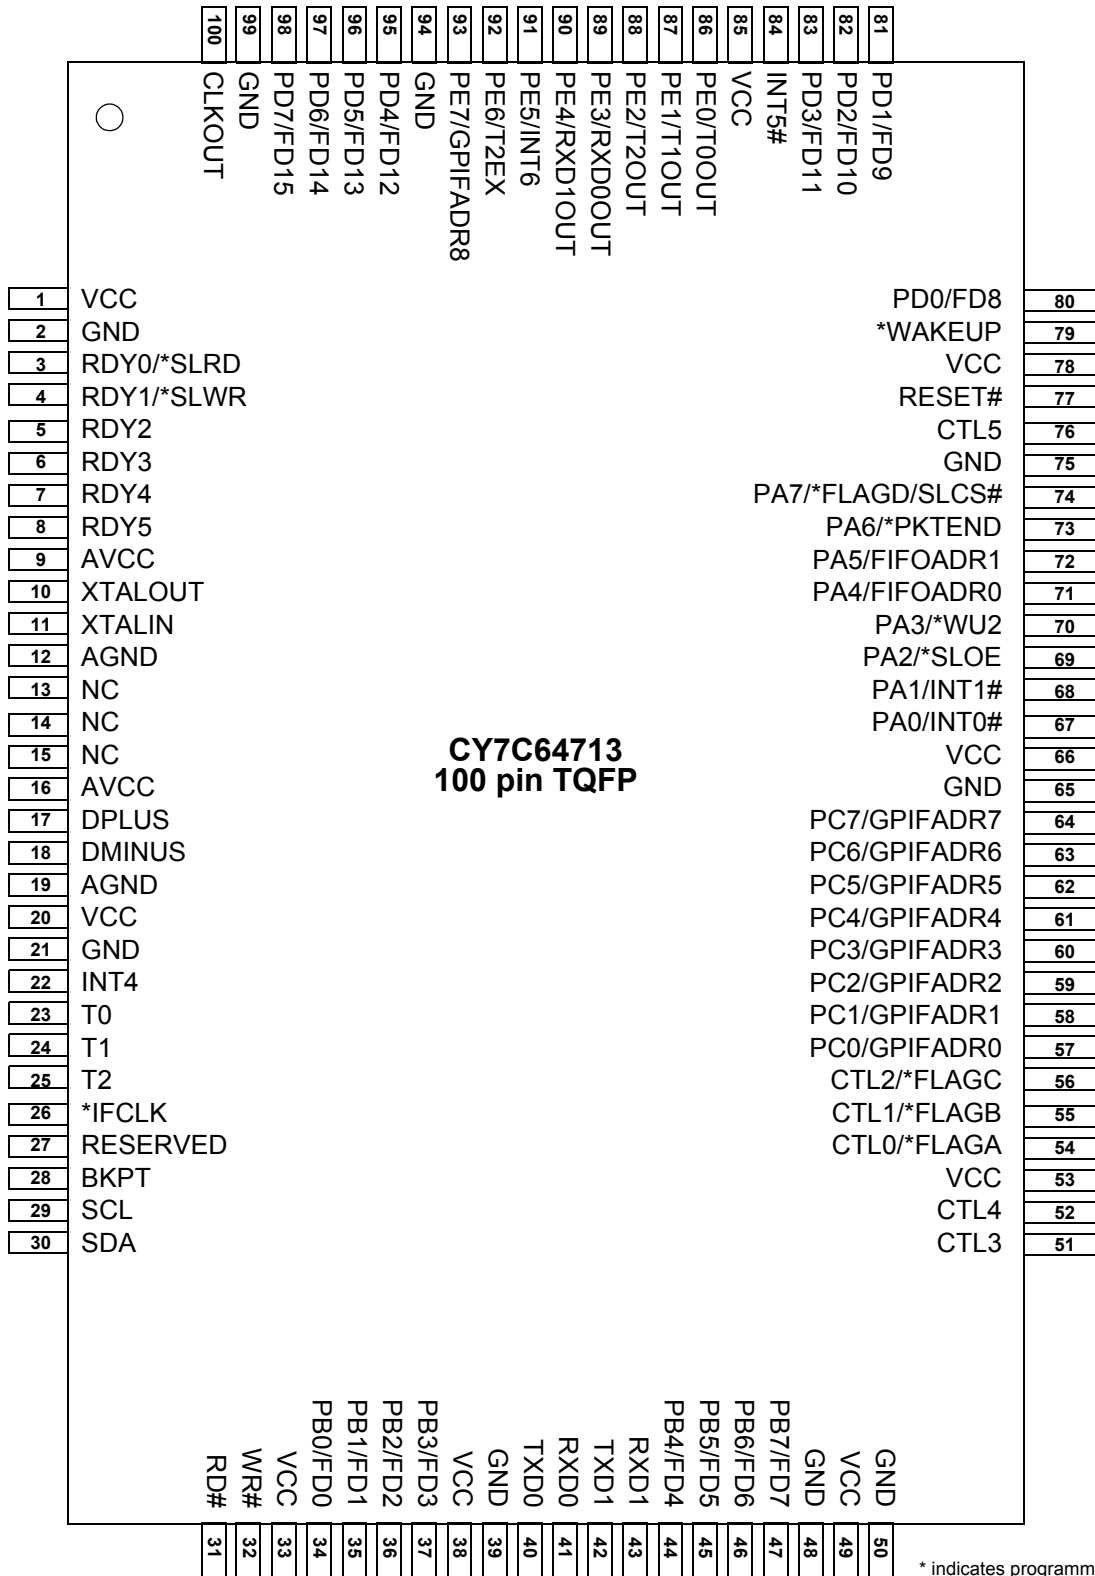 100 99 98 97 96 95 94 93 92 91 90 89 88 87 86 85 84 83 82 81
CLKOUT
GND
PD7/FD15
PD6/FD14
PD5/FD13
PD4/FD12
GND
PE7/GPIFADR8
PE6/T2EX
PE5/INT6
PE4/RXD1OUT
PE3/RXD0OUT
PE2/T2OUT
PE1/T1OUT
PE0/T0OUT
VCC
INT5#
PD3/FD11
PD2/FD10
PD1/FD9
1 VCC
2 GND
3 RDY0/*SLRD
4 RDY1/*SLWR
5 RDY2
6 RDY3
7 RDY4
8 RDY5
9 AVCC
10 XTALOUT
11 XTALIN
12 AGND
13 NC
14 NC
15 NC
16 AVCC
17 DPLUS
18 DMINUS
19 AGND
20 VCC
21 GND
22 INT4
23 T0
24 T1
25 T2
26 *IFCLK
27 RESERVED
28 BKPT
29 SCL
30 SDA
CY7C64713
100 pin TQFP
PD0/FD8 80
*WAKEUP 79
VCC 78
RESET# 77
CTL5 76
GND 75
PA7/*FLAGD/SLCS# 74
PA6/*PKTEND 73
PA5/FIFOADR1 72
PA4/FIFOADR0 71
PA3/*WU2 70
PA2/*SLOE 69
PA1/INT1# 68
PA0/INT0# 67
VCC 66
GND 65
PC7/GPIFADR7 64
PC6/GPIFADR6 63
PC5/GPIFADR5 62
PC4/GPIFADR4 61
PC3/GPIFADR3 60
PC2/GPIFADR2 59
PC1/GPIFADR1 58
PC0/GPIFADR0 57
CTL2/*FLAGC 56
CTL1/*FLAGB 55
CTL0/*FLAGA 54
VCC 53
CTL4 52
CTL3 51
RD#
WR#
VCC
PB0/FD0
PB1/FD1
PB2/FD2
PB3/FD3
VCC
GND
TXD0
RXD0
TXD1
RXD1
PB4/FD4
PB5/FD5
PB6/FD6
PB7/FD7
GND
VCC
GND
31 32 33 34 35 36 37 38 39 40 41 42 43 44 45 46 47 48 49 50
* indicates programm